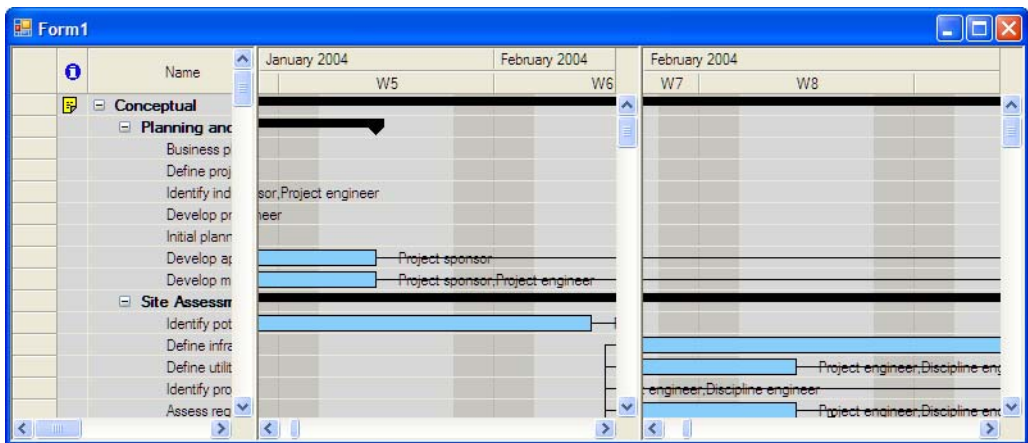 Form1
Name January 2004 February 2004 February 2004
W5 W6 W7 W8
Conceptual
Planning and
Business p
Define proj
Identify ind sor,Project engineer
Develop pr neer
Initial plann
Develop ap Project sponsor
Develop m Project sponsor;Project engineer
Site Assessm
Identify pot
Define infra
Define utilit Project engineer,Discipline eng
Identify pro engineer,Discipline engineer
Assess req Project engineer,Discipline eng